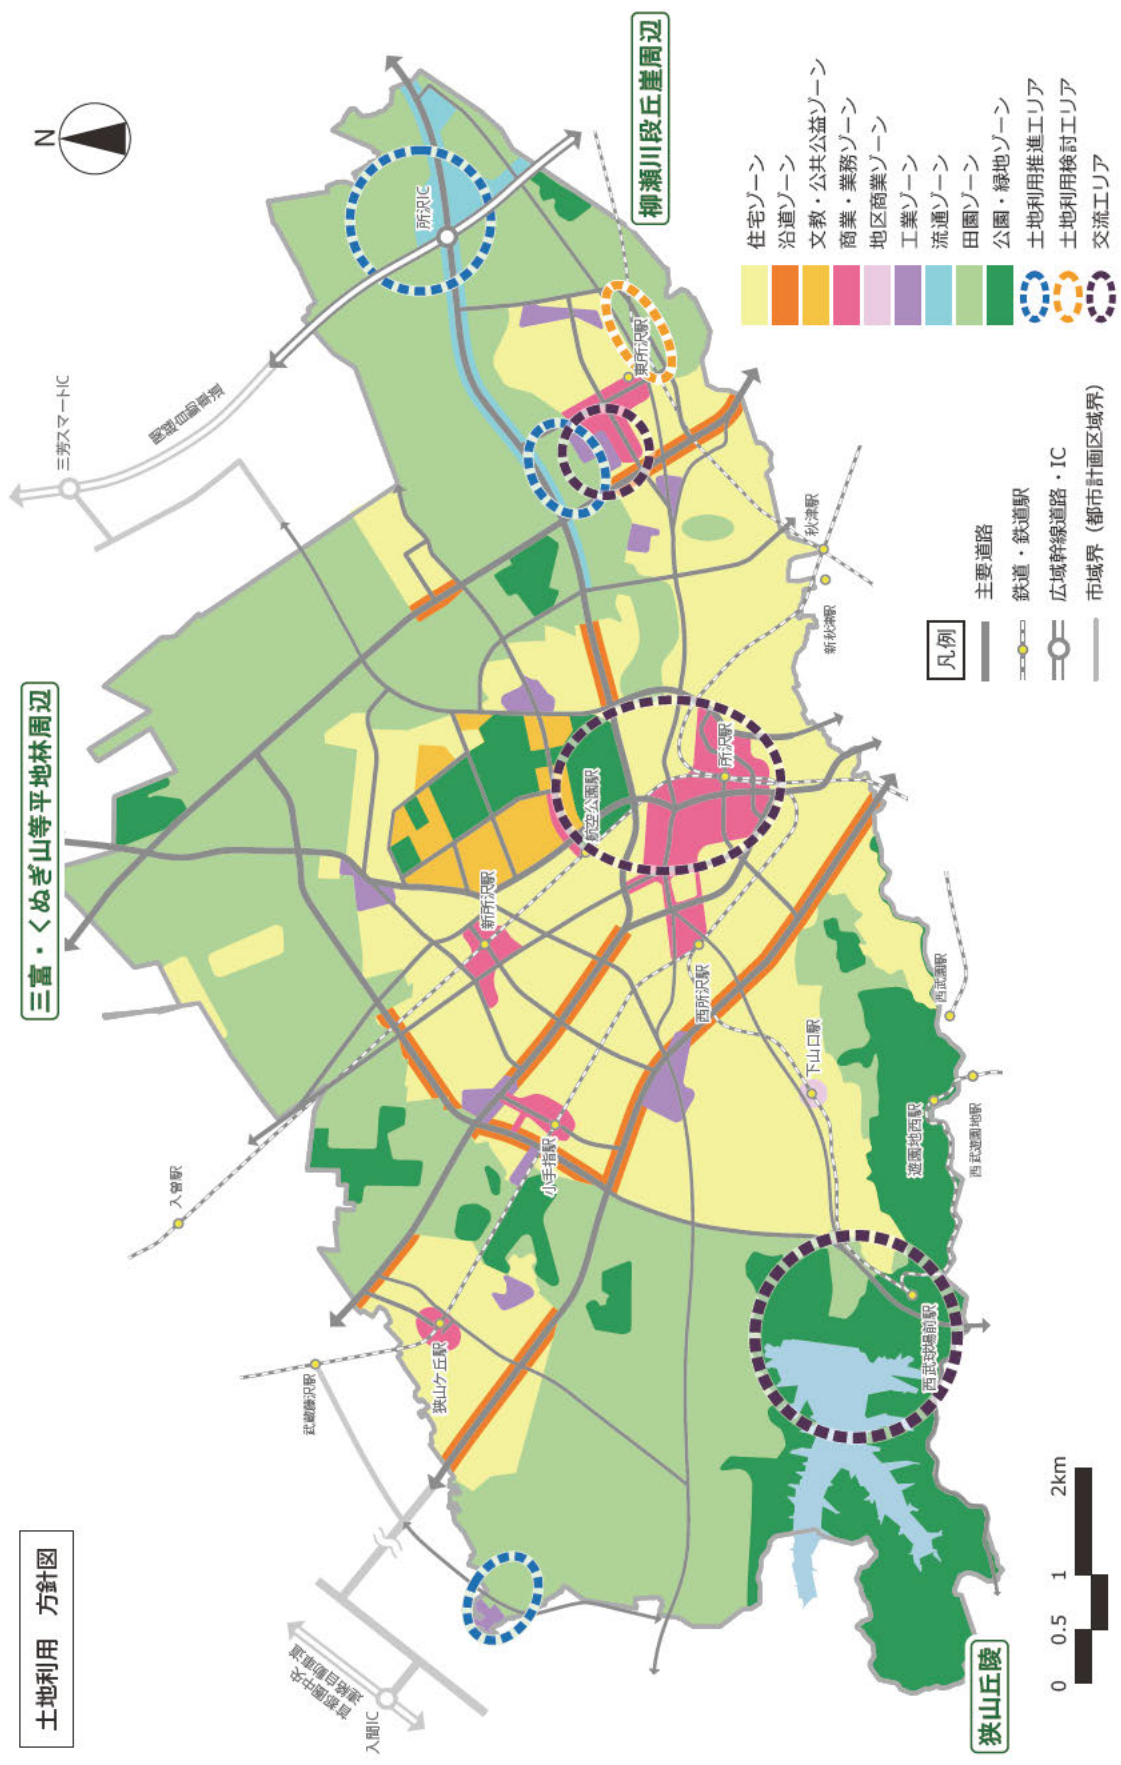 土地利用　方針図
三富・くぬぎ山等平地林周辺
柳瀬川段丘崖周辺
狭山丘陵
N
三芳スマートIC
関越自動車道
所沢IC
東所沢駅
秋津駅
新秋津駅
所沢駅
航空公園駅
新所沢駅
西所沢駅
下山口駅
西武園駅
遊園地西駅
西武遊園地駅
西武球場前駅
小手指駅
狭山ケ丘駅
武蔵藤沢駅
入曽駅
首都圏中央
連絡自動車道
入間IC
住宅ゾーン
沿道ゾーン
文教・公共公益ゾーン
商業・業務ゾーン
地区商業ゾーン
工業ゾーン
流通ゾーン
田園ゾーン
公園・緑地ゾーン
土地利用推進エリア
土地利用検討エリア
交流エリア
凡例
主要道路
鉄道・鉄道駅
広域幹線道路・IC
市域界（都市計画区域界）
0 0.5 1 2km